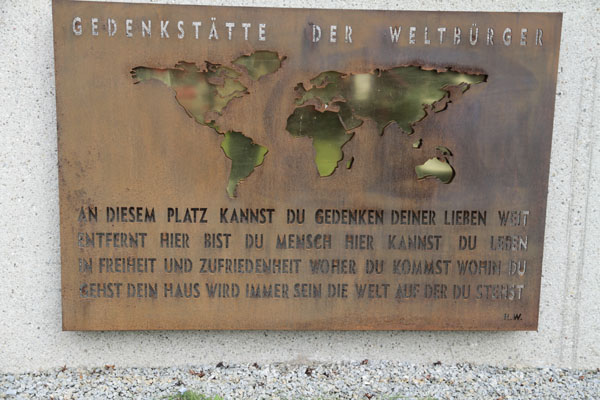 GEDENKSTÄTTE DER WELTBÜRGER
AN DIESEM PLATZ KANNST DU GEDENKEN DEINER LIEBEN WEIT
ENTFERNT HIER BIST DU MENSCH HIER KANNST DU LEBEN
IN FREIHEIT UND ZUFRIEDENHEIT WOHER DU KOMMST WOHIN DU
GEHST DEIN HAUS WIRD IMMER SEIN DIE WELT AUF DER DU STEHST